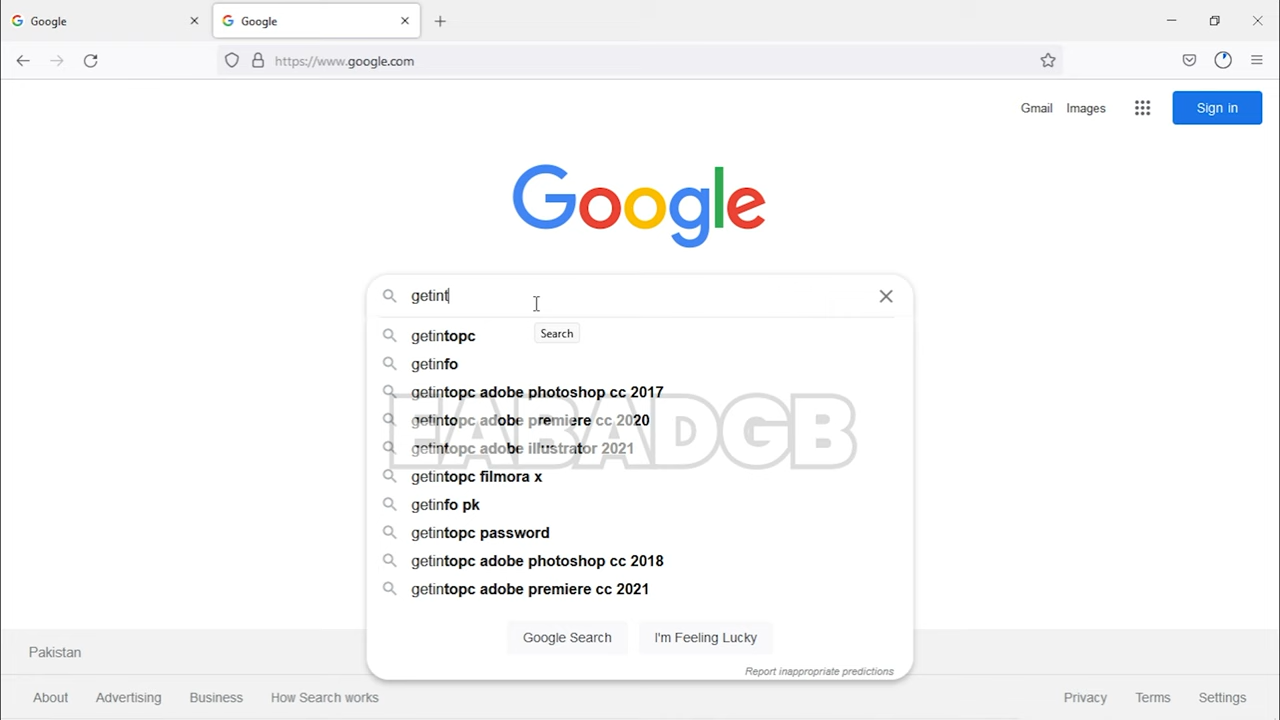 Google
Google
https://www.google.com
Gmail
Images
Sign in
Google
getint
Search
getintopc
getinfo
getintopc adobe photoshop cc 2017
getintopc adobe premiere cc 2020
getintopc adobe illustrator 2021
getintopc filmora x
getinfo pk
getintopc password
getintopc adobe photoshop cc 2018
getintopc adobe premiere cc 2021
FABADGB
Google Search
I'm Feeling Lucky
Report inappropriate predictions
Pakistan
About
Advertising
Business
How Search works
Privacy
Terms
Settings